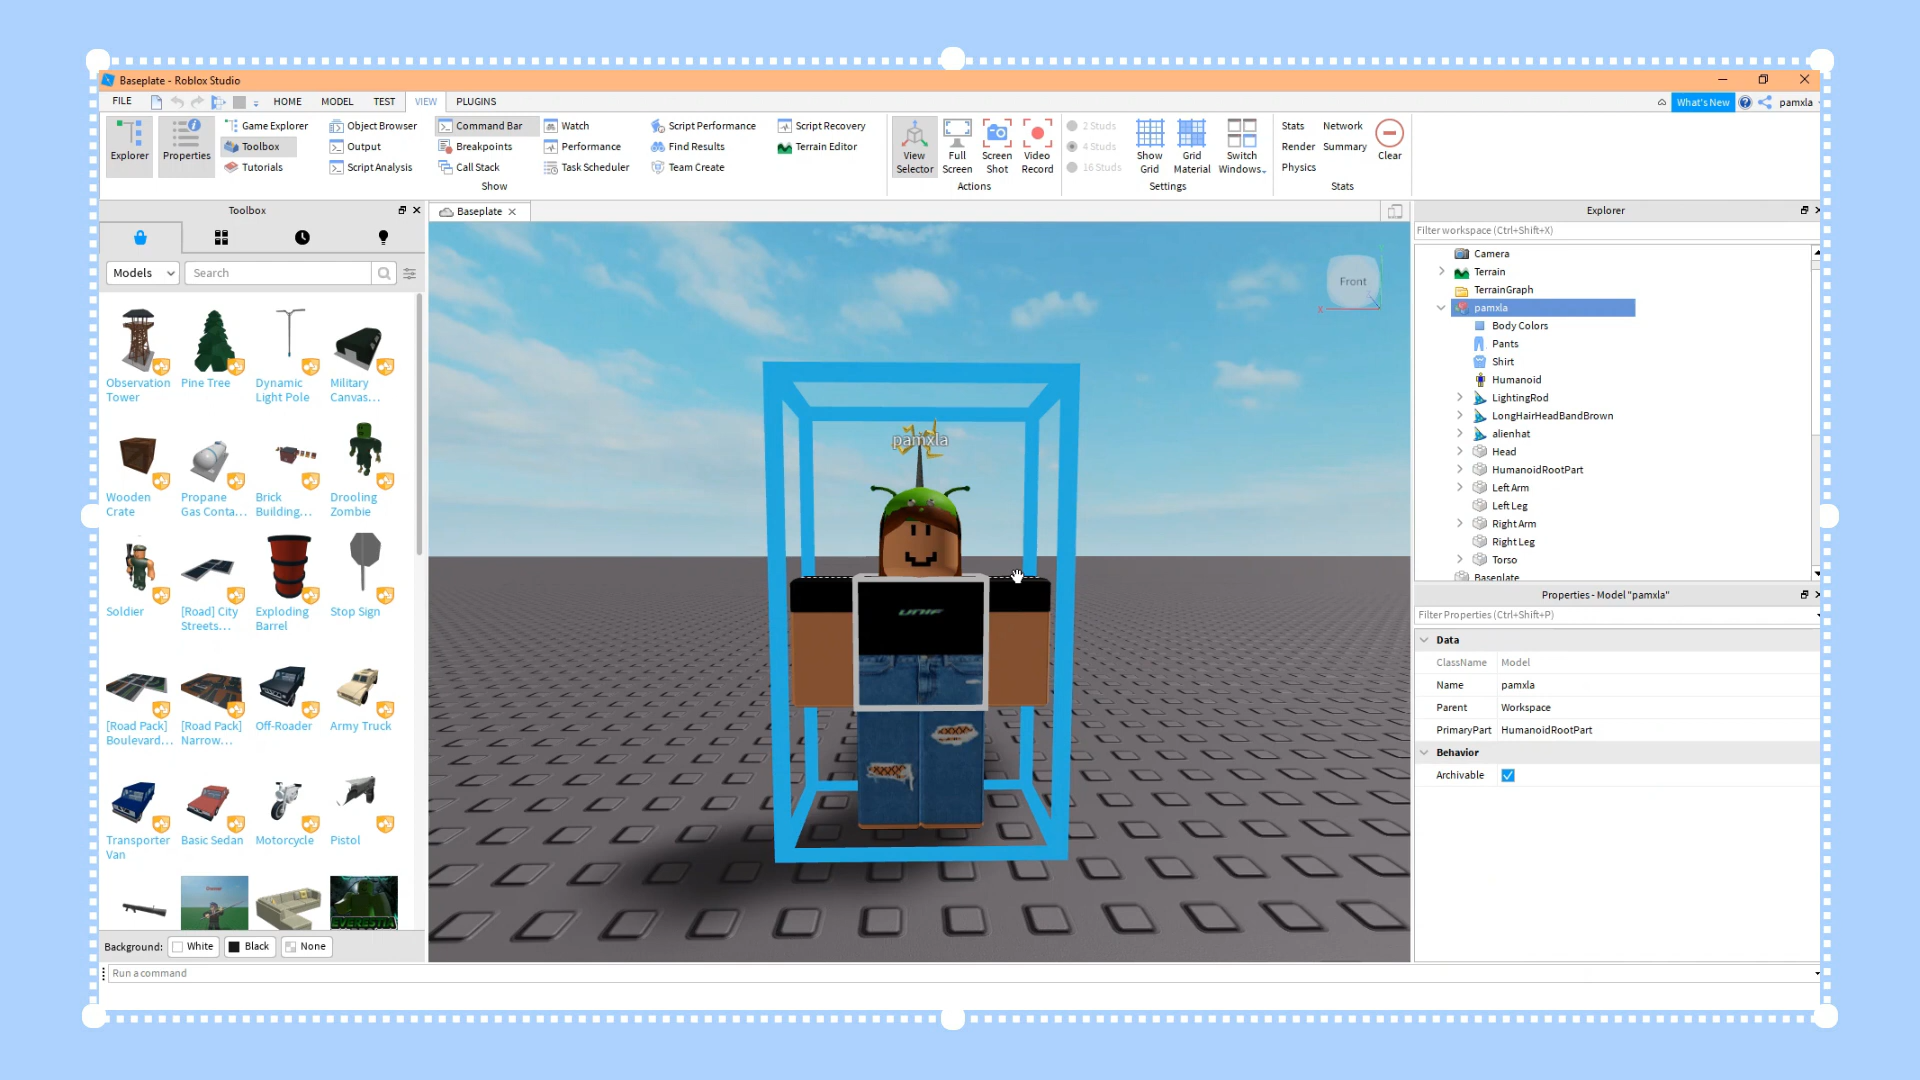 Baseplate - Roblox Studio
FILE HOME MODEL TEST VIEW PLUGINS What's New pamxla
Explorer
Properties
Game Explorer
Toolbox
Tutorials
Object Browser
Output
Script Analysis
Command Bar
Breakpoints
Call Stack
Watch
Performance
Task Scheduler
Script Performance
Find Results
Team Create
Script Recovery
Terrain Editor
Show
View
Selector
Full
Screen
Screen
Shot
Video
Record
Actions
2 Studs
4 Studs
16 Studs
Show
Grid
Grid
Material
Switch
Windows
Settings
Stats
Render
Physics
Network
Summary
Clear
Stats
Toolbox
Models Search
Observation
Tower
Pine Tree
Dynamic
Light Pole
Military
Canvas...
Wooden
Crate
Propane
Gas Conta...
Brick
Building...
Drooling
Zombie
Soldier
[Road] City
Streets...
Exploding
Barrel
Stop Sign
[Road Pack]
Boulevard...
[Road Pack]
Narrow...
Off-Roader
Army Truck
Transporter
Van
Basic Sedan
Motorcycle
Pistol
EVERESTIA
Background: White Black None
Run a command
Baseplate
Front
X
pamxla
UNIF
Explorer
Filter workspace (Ctrl+Shift+X)
Camera
Terrain
TerrainGraph
pamxla
Body Colors
Pants
Shirt
Humanoid
LightingRod
LongHairHeadBandBrown
alienhat
Head
HumanoidRootPart
Left Arm
Left Leg
Right Arm
Right Leg
Torso
Baseplate
Properties - Model "pamxla"
Filter Properties (Ctrl+Shift+P)
Data
ClassName Model
Name pamxla
Parent Workspace
PrimaryPart HumanoidRootPart
Behavior
Archivable